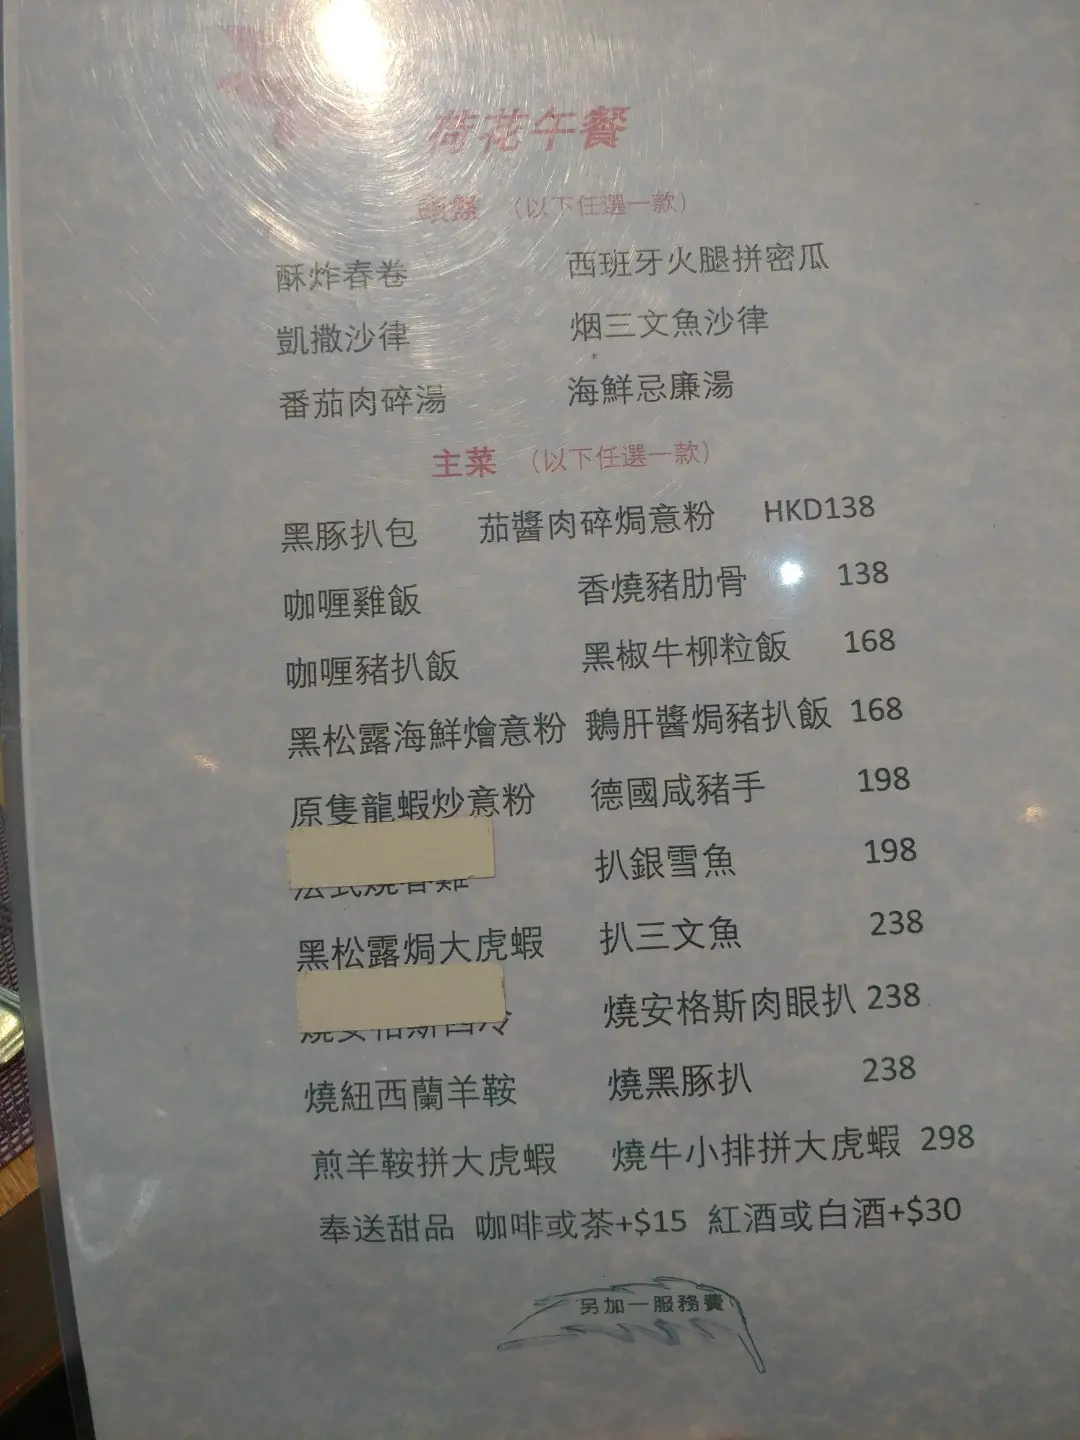 荷花午餐
頭盤 （以下任選一款）
酥炸春卷 西班牙火腿拼密瓜
凱撒沙律 烟三文魚沙律
番茄肉碎湯 海鮮忌廉湯
主菜 （以下任選一款）
黑豚扒包 茄醬肉碎焗意粉 HKD138
咖喱雞飯 香燒豬肋骨 138
咖喱豬扒飯 黑椒牛柳粒飯 168
黑松露海鮮燴意粉 鵝肝醬焗豬扒飯 168
原隻龍蝦炒意粉 德國咸豬手 198
扒銀雪魚 198
黑松露焗大虎蝦 扒三文魚 238
燒安格斯肉眼扒 238
燒紐西蘭羊鞍 燒黑豚扒 238
煎羊鞍拼大虎蝦 燒牛小排拼大虎蝦 298
奉送甜品 咖啡或茶+$15 紅酒或白酒+$30
另加一服務費